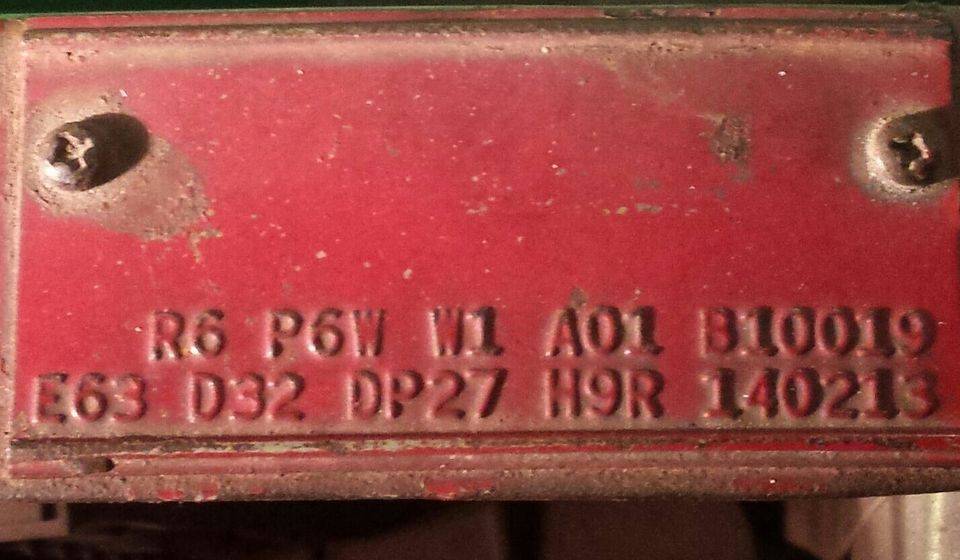 R6 P6W W1 A01 B10019
E63 D32 DP27 H9R 140213